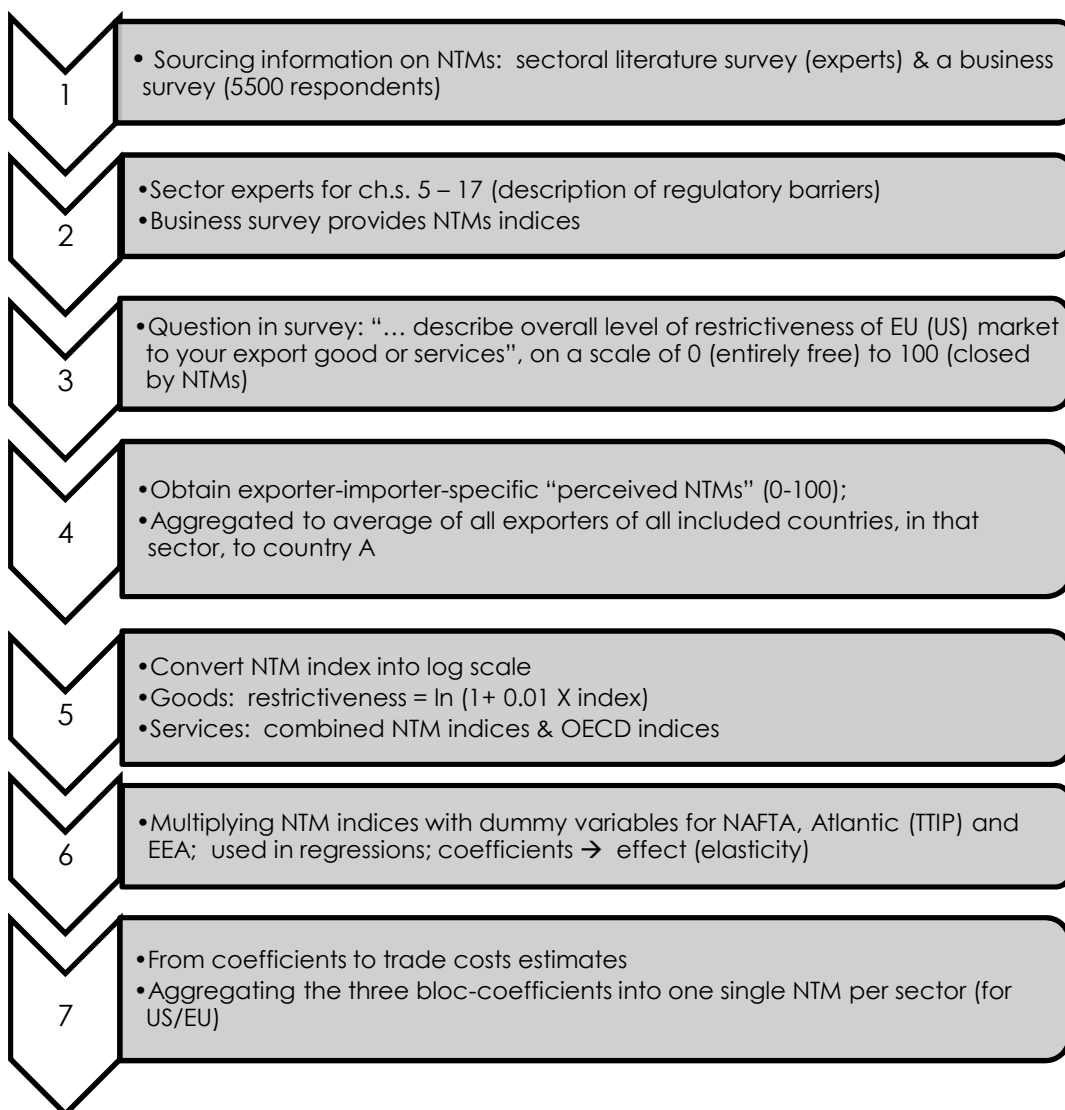 1
• Sourcing information on NTMs: sectoral literature survey (experts) & a business
survey (5500 respondents)
2
•Sector experts for ch.s. 5 – 17 (description of regulatory barriers)
•Business survey provides NTMs indices
3
•Question in survey: “… describe overall level of restrictiveness of EU (US) market
to your export good or services”, on a scale of 0 (entirely free) to 100 (closed
by NTMs)
4
•Obtain exporter-importer-specific “perceived NTMs” (0-100);
•Aggregated to average of all exporters of all included countries, in that
sector, to country A
5
•Convert NTM index into log scale
•Goods: restrictiveness = ln (1+ 0.01 X index)
•Services: combined NTM indices & OECD indices
6
•Multiplying NTM indices with dummy variables for NAFTA, Atlantic (TTIP) and
EEA; used in regressions; coefficients → effect (elasticity)
7
•From coefficients to trade costs estimates
•Aggregating the three bloc-coefficients into one single NTM per sector (for
US/EU)